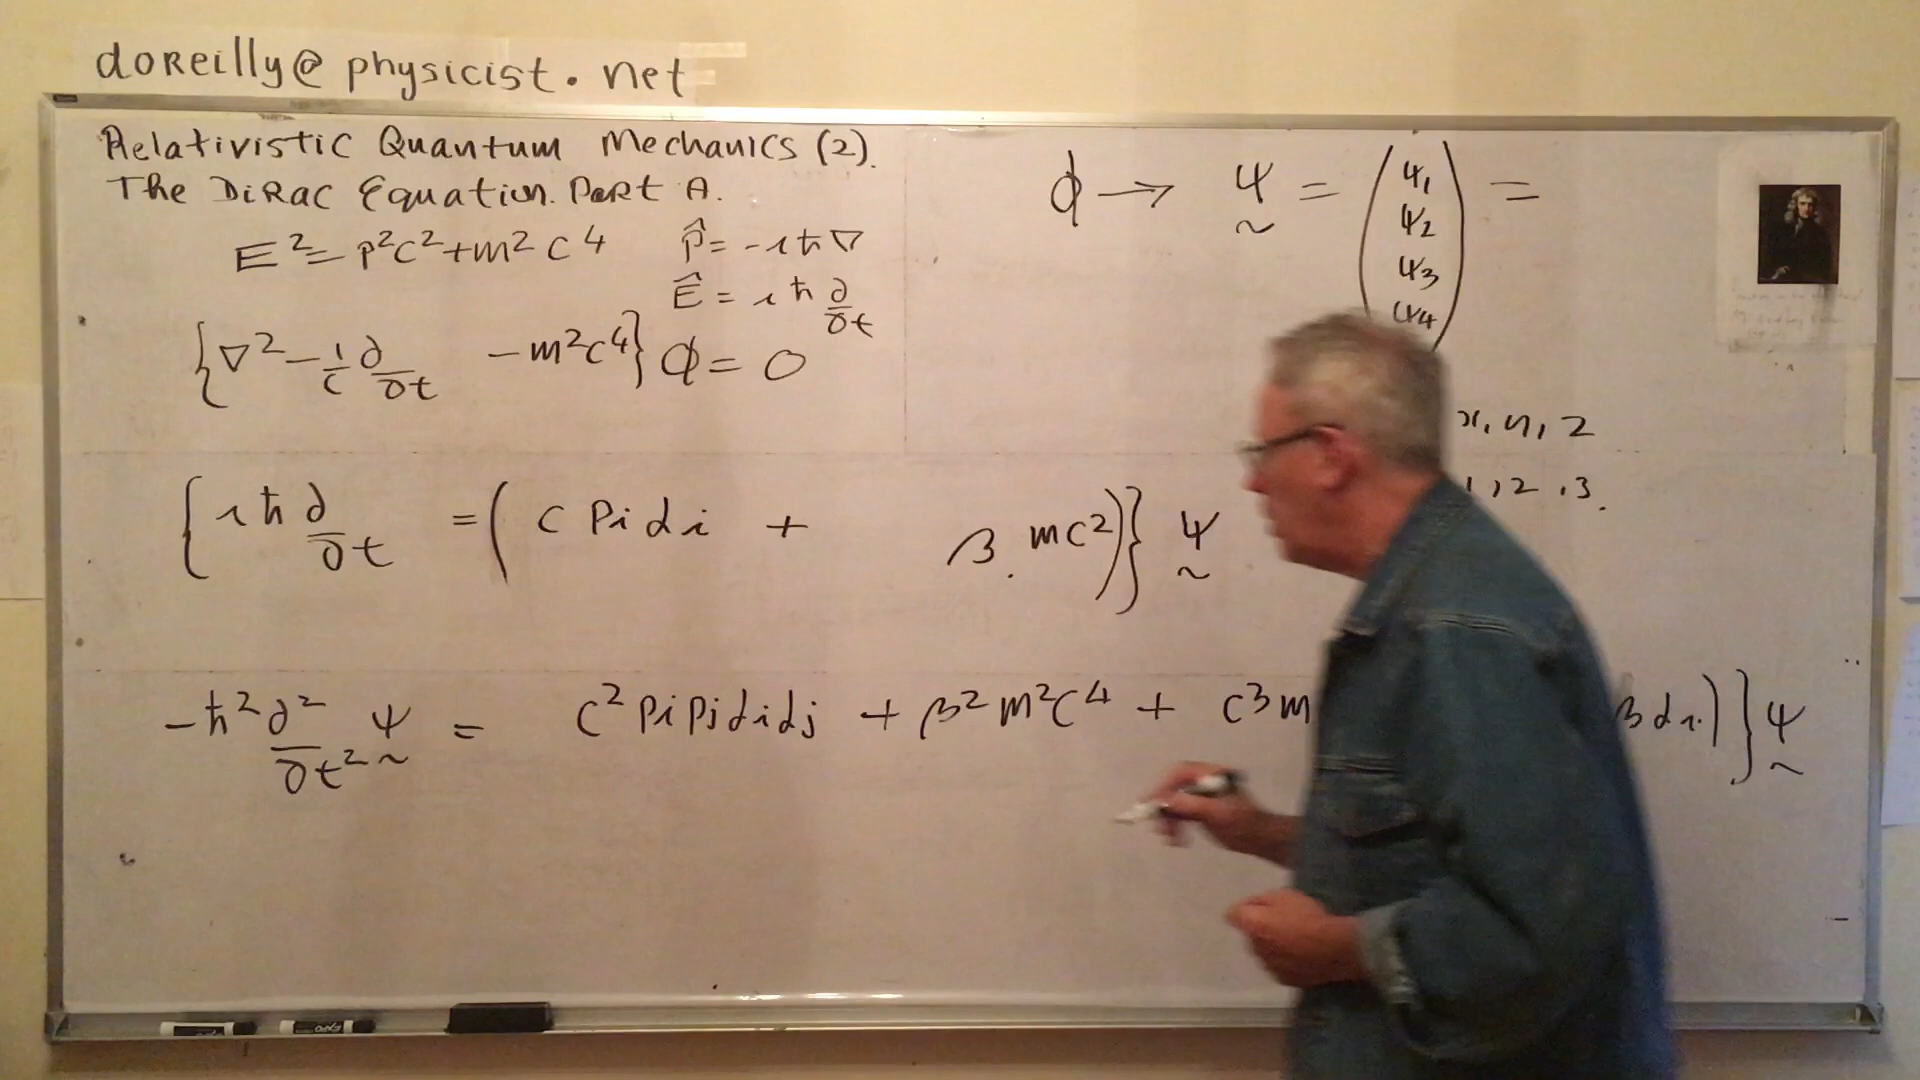 doReilly@physicist.net
Relativistic Quantum Mechanics (2).
The Dirac Equation. Part A.
E² = p²c² + m²c⁴
p̂ = -iħ∇
Ê = iħ ∂/∂t
{∇² - 1/c ∂/∂t - m²c⁴} ϕ = 0
ϕ → ψ = (ψ1 ψ2 ψ3 ψ4) =
x, y, z
1, 2, 3.
{iħ ∂/∂t = (c Pi αi + β. mc²)} ψ
-ħ² ∂²/∂t² ψ = c² Pi Pj αi αj + β² m²c⁴ + c³m βαi)} ψ